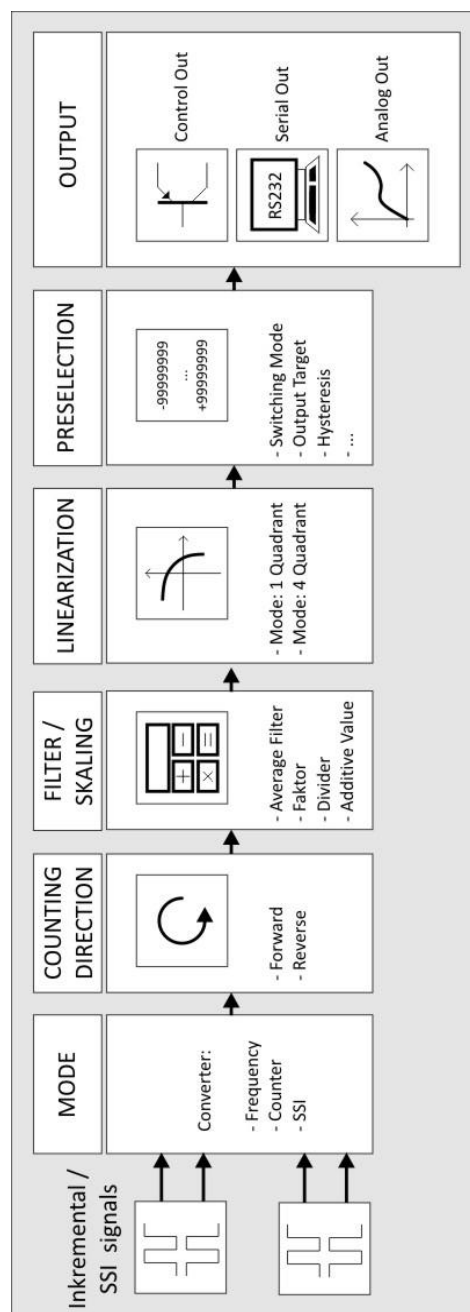 Inkremental /
SSI signals
MODE
Converter:
- Frequency
- Counter
- SSI
COUNTING
DIRECTION
- Forward
- Reverse
FILTER /
SKALING
+ −
× =
- Average Filter
- Faktor
- Divider
- Additive Value
LINEARIZATION
- Mode: 1 Quadrant
- Mode: 4 Quadrant
PRESELECTION
-99999999
...
+99999999
- Switching Mode
- Output Target
- Hysteresis
- ...
OUTPUT
Control Out
RS232
Serial Out
Analog Out